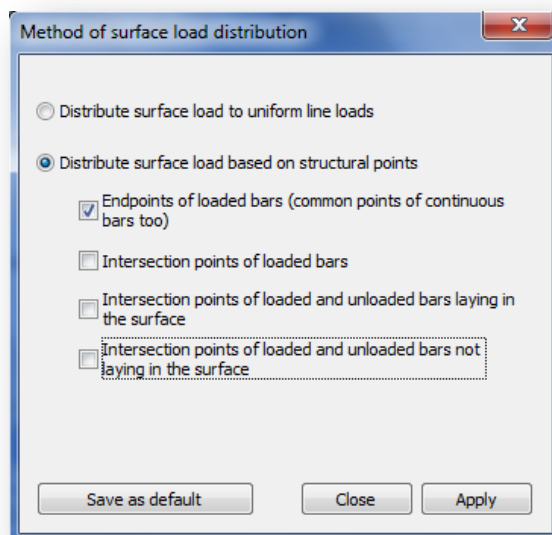 Method of surface load distribution
Distribute surface load to uniform line loads
Distribute surface load based on structural points
Endpoints of loaded bars (common points of continuous
bars too)
Intersection points of loaded bars
Intersection points of loaded and unloaded bars laying in
the surface
Intersection points of loaded and unloaded bars not
laying in the surface
Save as default
Close
Apply